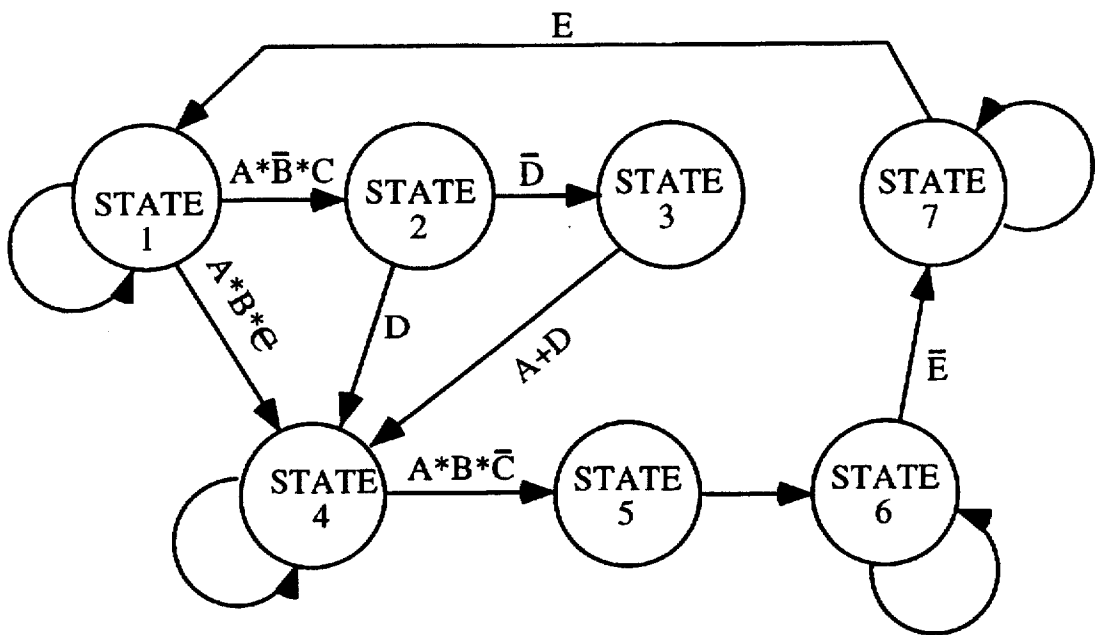 E
A*B̅*C
D̅
STATE
1
STATE
2
STATE
3
STATE
7
A*B*e
D
A+D
E̅
A*B*C̅
STATE
4
STATE
5
STATE
6